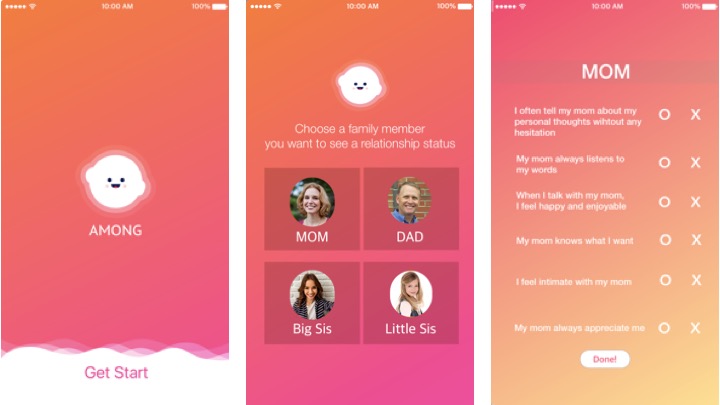 10:00 AM
100%
AMONG
Get Start
10:00 AM
100%
Choose a family member
you want to see a relationship status
MOM
DAD
Big Sis
Little Sis
10:00 AM
100%
MOM
I often tell my mom about my
personal thoughts wihtout any
hesitation
O X
My mom always listens to
my words
O X
When I talk with my mom,
I feel happy and enjoyable
O X
My mom knows what I want
O X
I feel intimate with my mom
O X
My mom always appreciate me
O X
Done!